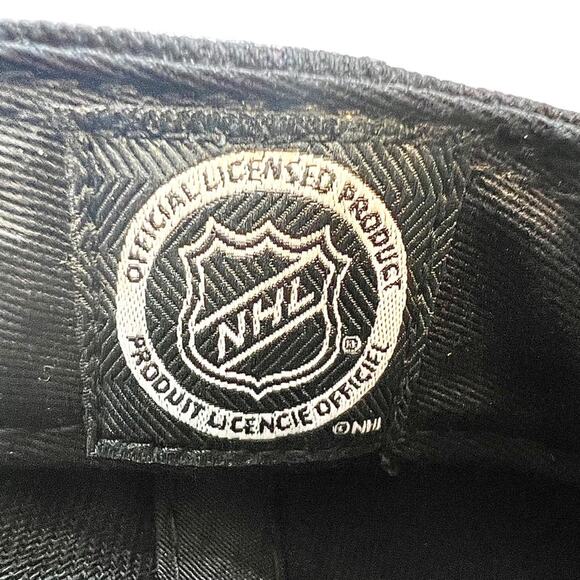 OFFICIAL LICENSED PRODUCT
NHL
®
PRODUIT LICENCIE OFFICIEL
©NHL